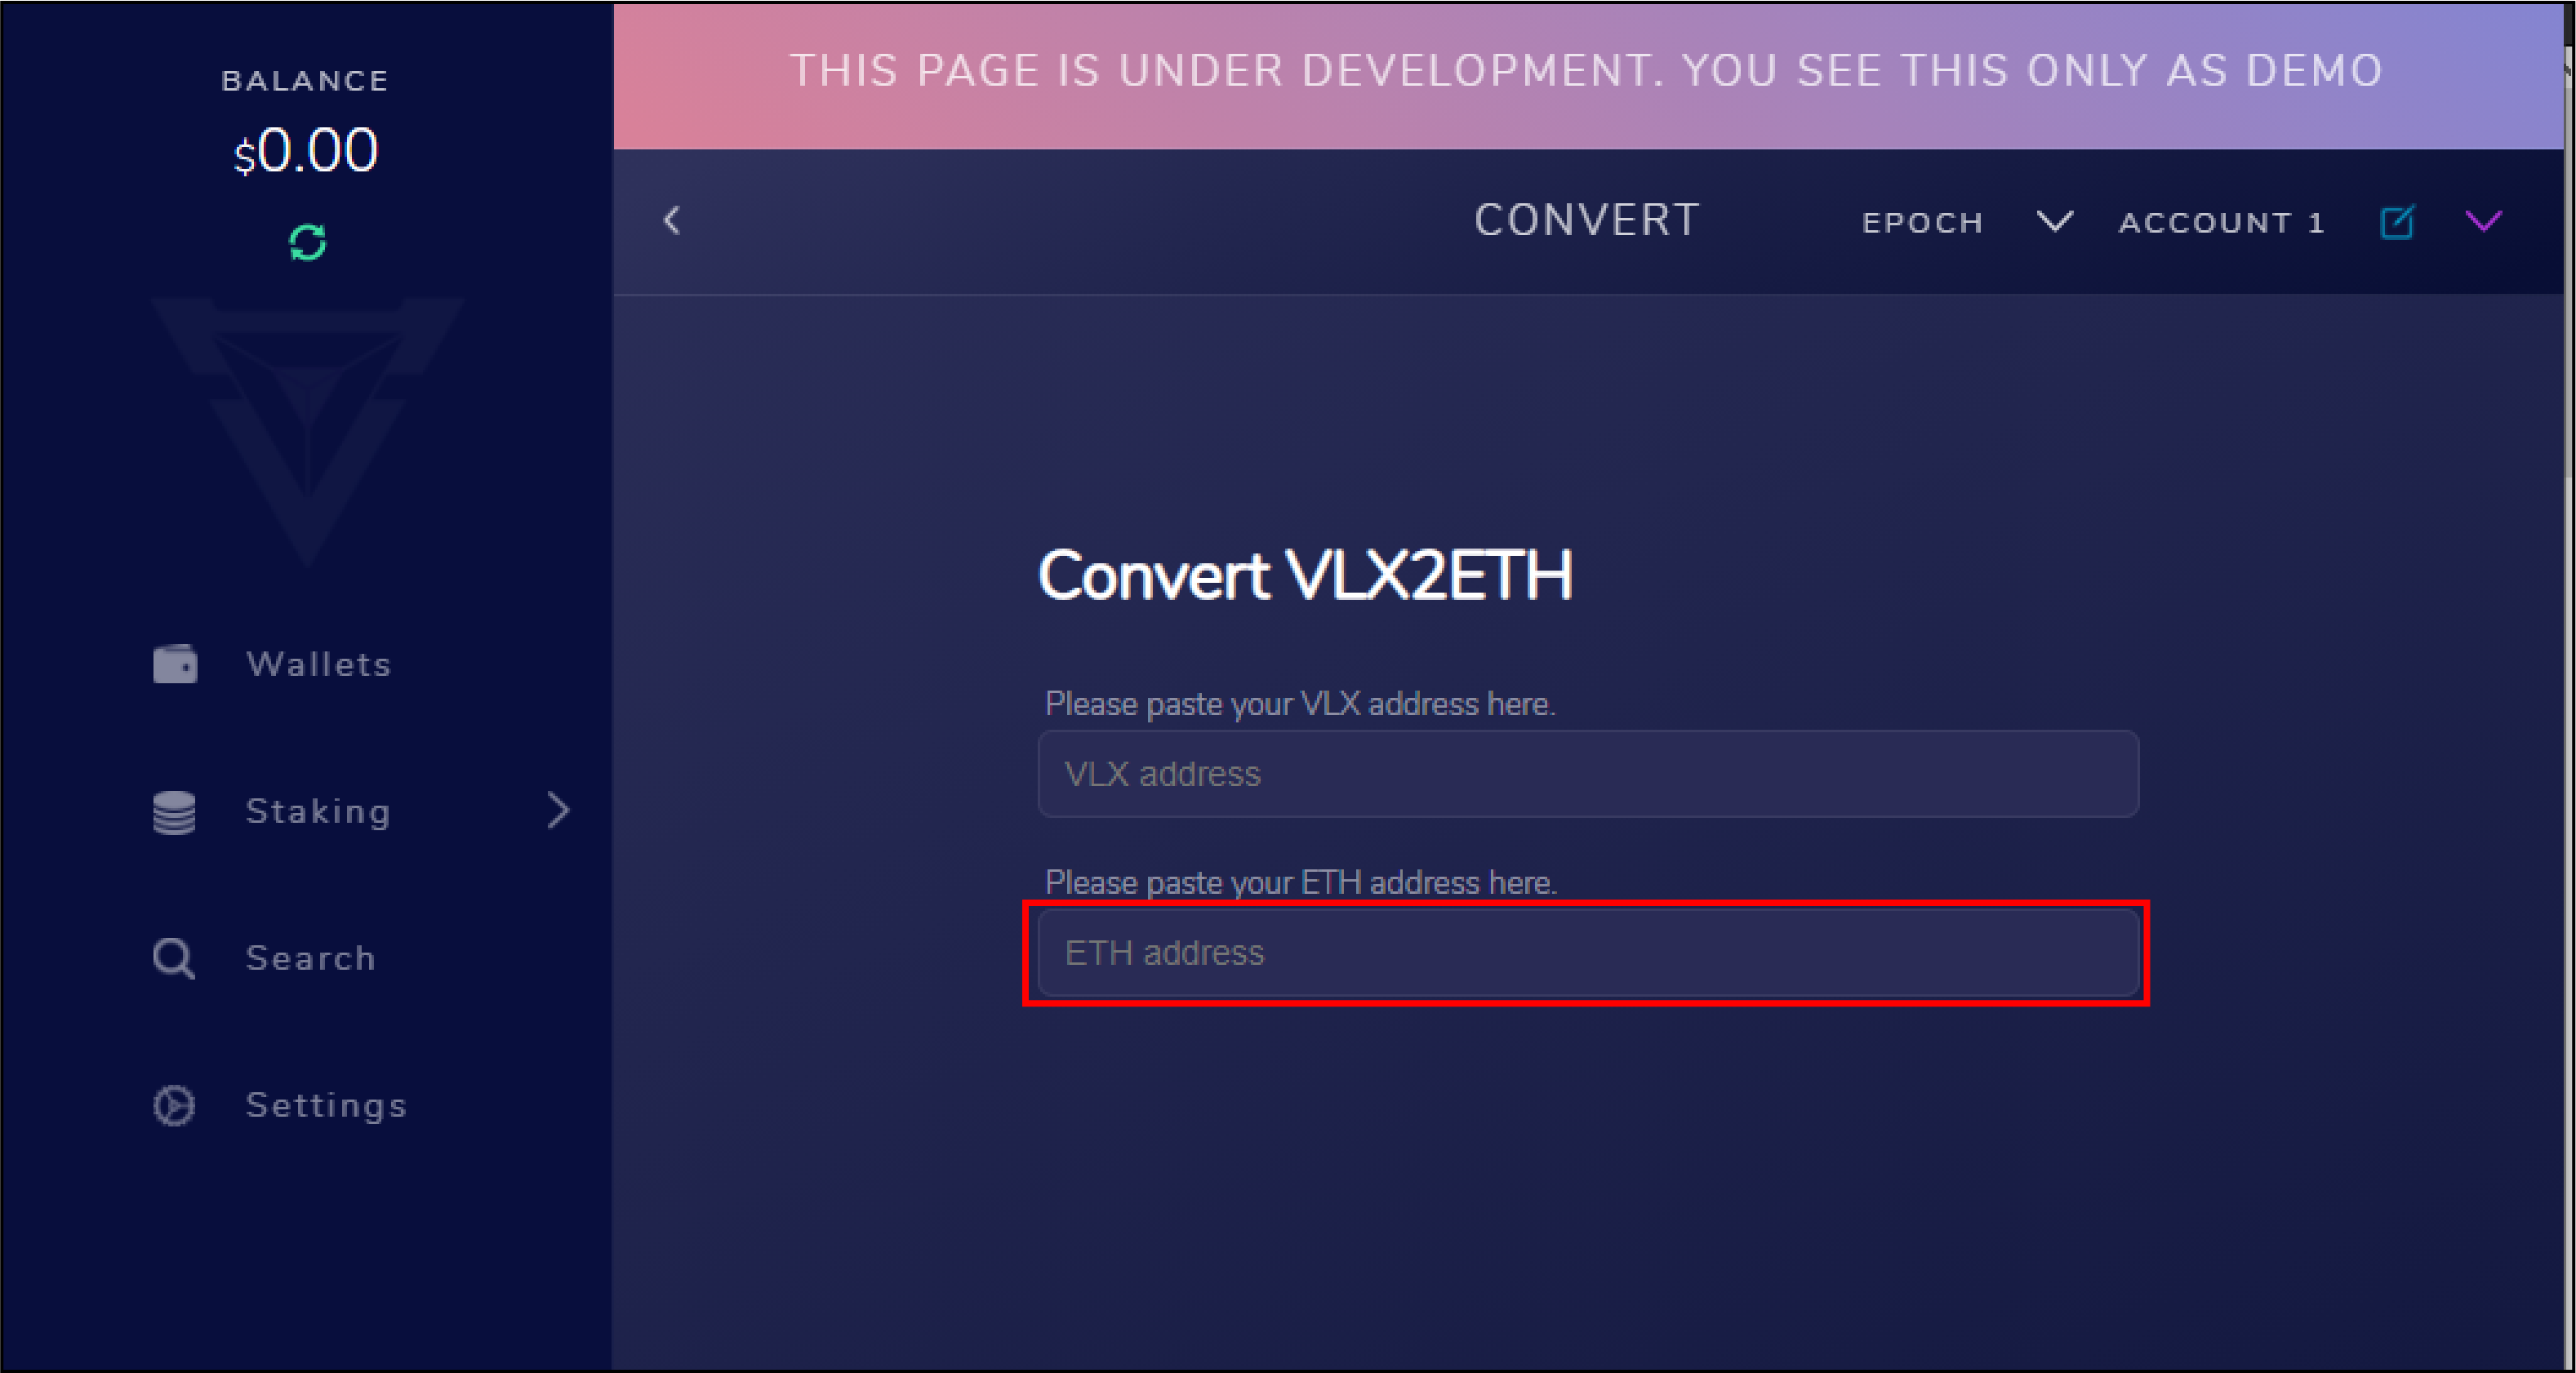 BALANCE
$0.00
Wallets
Staking
Search
Settings
THIS PAGE IS UNDER DEVELOPMENT. YOU SEE THIS ONLY AS DEMO
CONVERT
EPOCH
ACCOUNT 1
Convert VLX2ETH
Please paste your VLX address here.
VLX address
Please paste your ETH address here.
ETH address